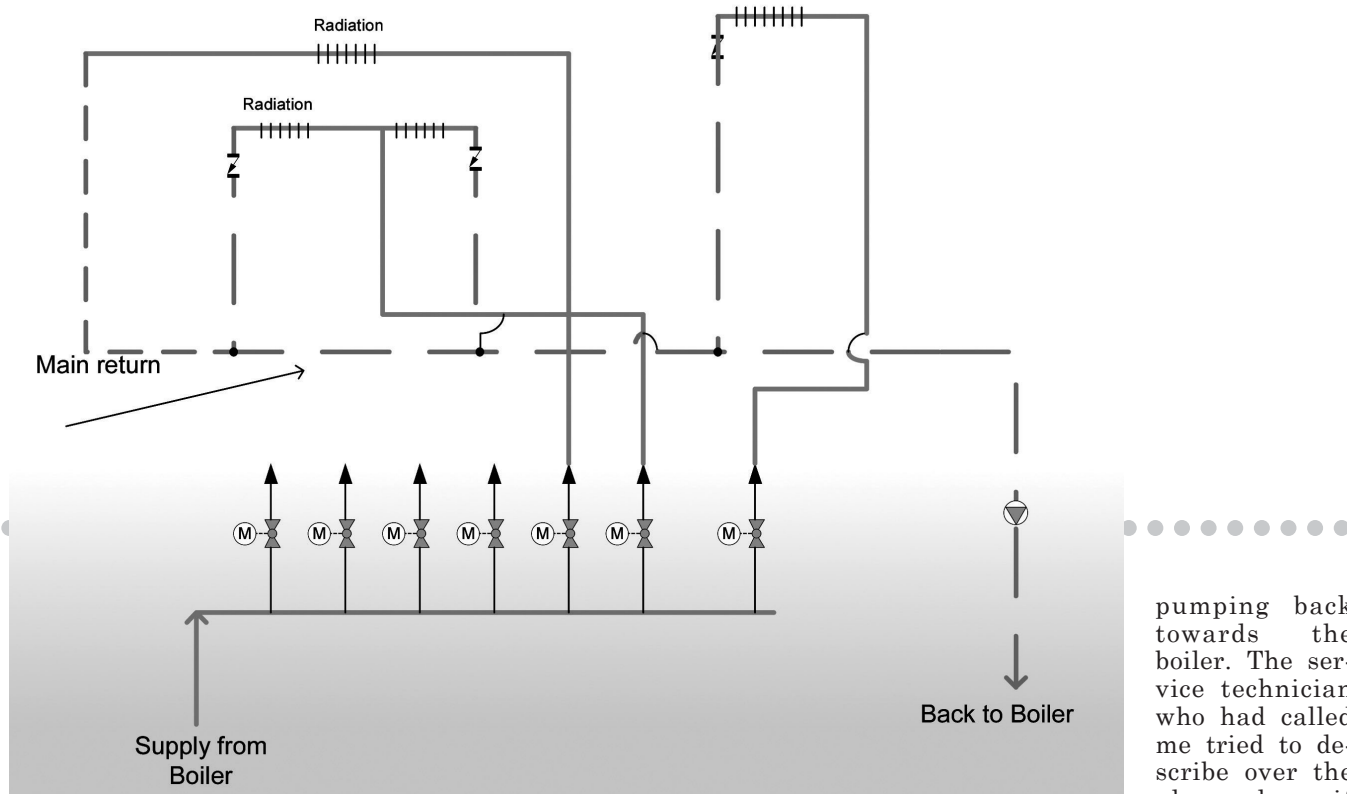 Radiation
Radiation
Main return
M M M M M M M
Supply from
Boiler
Back to Boiler
pumping back
towards the
boiler. The ser-
vice technician
who had called
me tried to de-
scribe over the